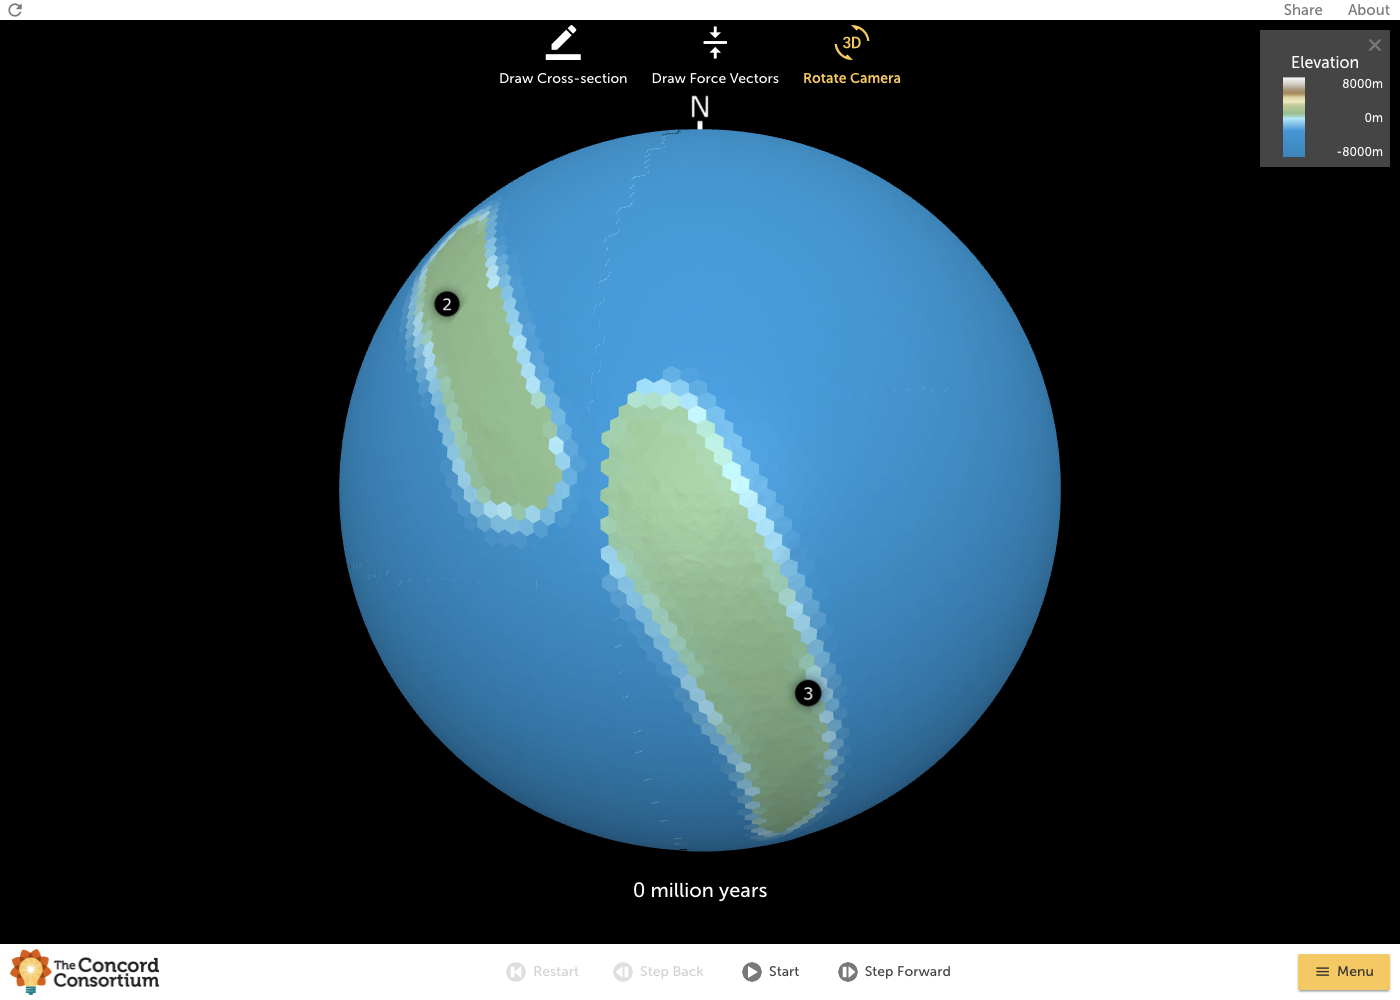 Share About
Draw Cross-section Draw Force Vectors Rotate Camera
3D
N
Elevation
8000m
0m
-8000m
2
3
0 million years
The Concord
Consortium
Restart Step Back Start Step Forward
Menu